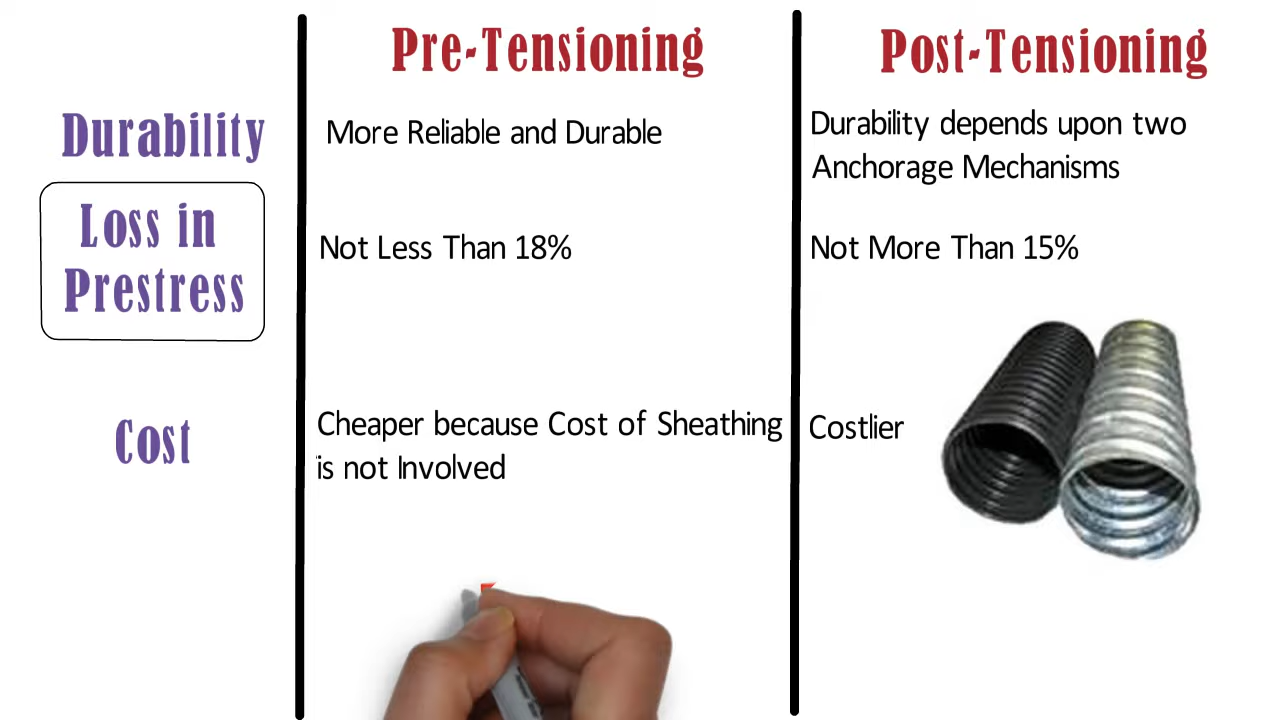 Pre-Tensioning
Post-Tensioning
Durability
More Reliable and Durable
Durability depends upon two
Anchorage Mechanisms
Loss in
Prestress
Not Less Than 18%
Not More Than 15%
Cost
Cheaper because Cost of Sheathing
is not Involved
Costlier